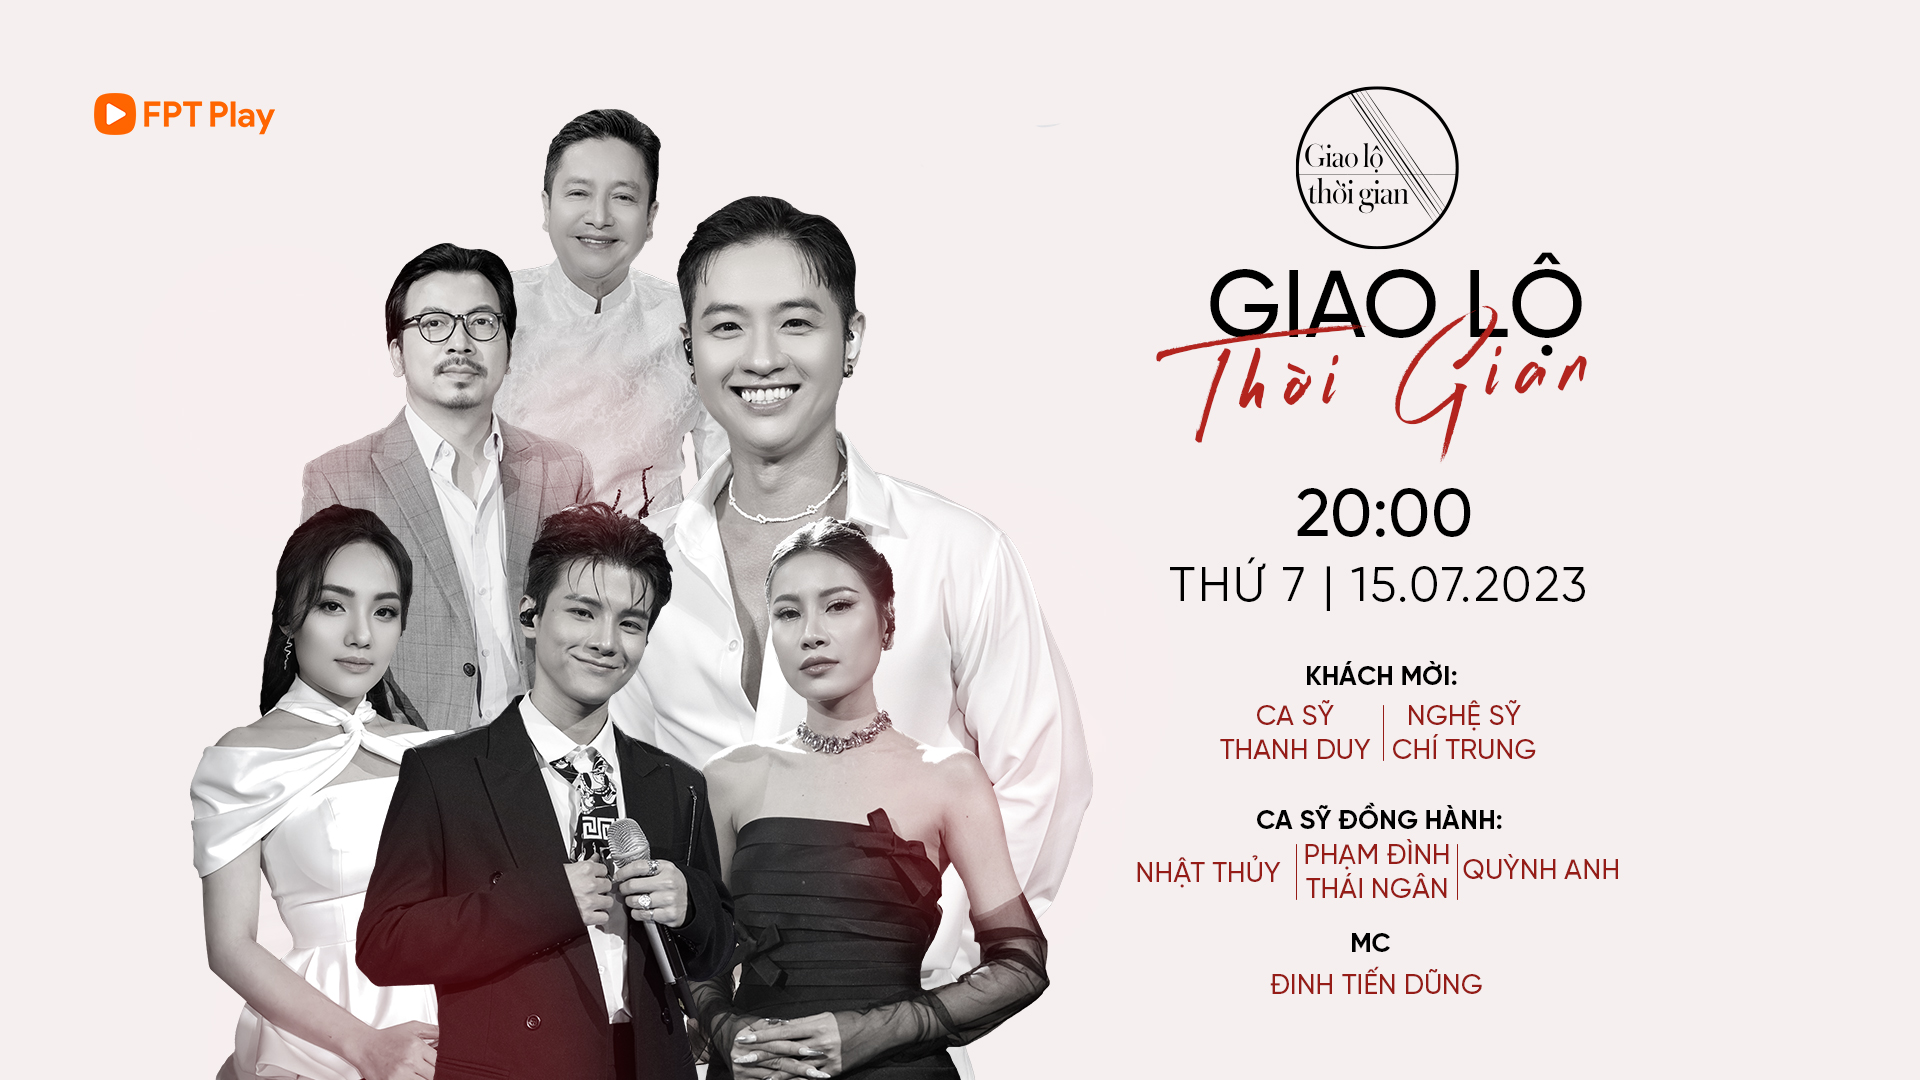 FPT Play
Giao lộ
thời gian
GIAO LỘ
Thời Gian
20:00
THỨ 7 | 15.07.2023
KHÁCH MỜI:
CA SỸ
THANH DUY
NGHỆ SỸ
CHÍ TRUNG
CA SỸ ĐỒNG HÀNH:
NHẬT THỦY
PHẠM ĐÌNH
THÁI NGÂN
QUỲNH ANH
MC
ĐINH TIẾN DŨNG